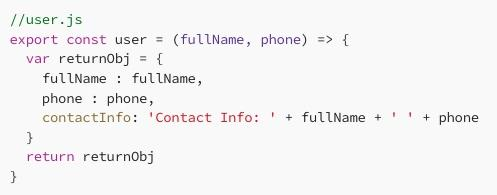 //user.js
export const user = (fullName, phone) => {
  var returnObj = {
    fullName : fullName,
    phone : phone,
    contactInfo: 'Contact Info: ' + fullName + ' ' + phone
  }
  return returnObj
}